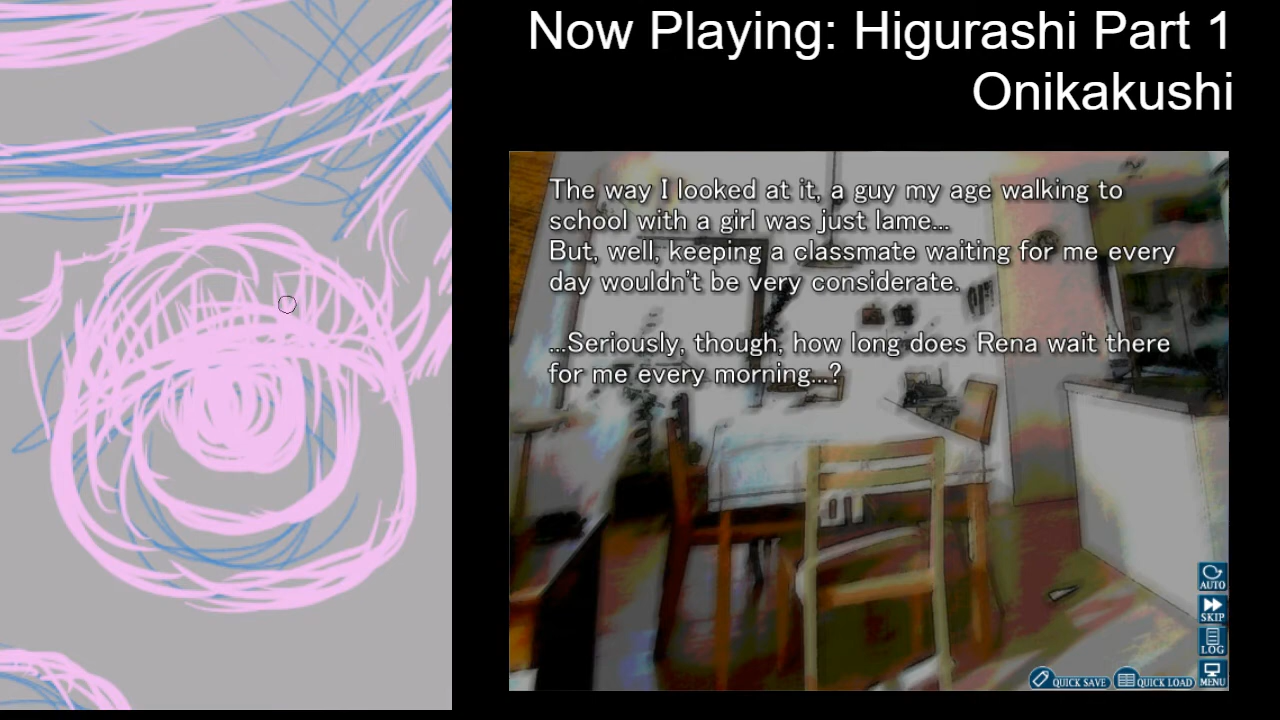 Now Playing: Higurashi Part 1
Onikakushi
The way I looked at it, a guy my age walking to
school with a girl was just lame...
But, well, keeping a classmate waiting for me every
day wouldn't be very considerate.
...Seriously, though, how long does Rena wait there
for me every morning...?
AUTO
SKIP
LOG
MENU
QUICK SAVE
QUICK LOAD